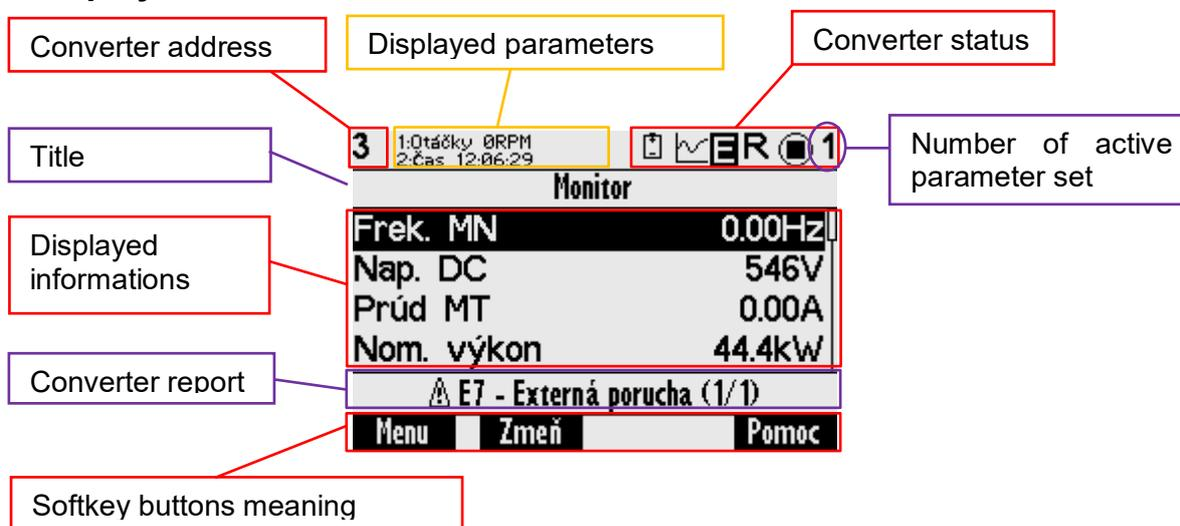 Converter address
Displayed parameters
Converter status
Title
3
1:Otáčky 0RPM
2:Čas 12:06:29
E R 1
Number of active
parameter set
Monitor
Displayed
informations
Frek. MN 0.00Hz
Nap. DC 546V
Prúd MT 0.00A
Nom. výkon 44.4kW
Converter report
E7 - Externá porucha (1/1)
Menu Zmeň Pomoc
Softkey buttons meaning